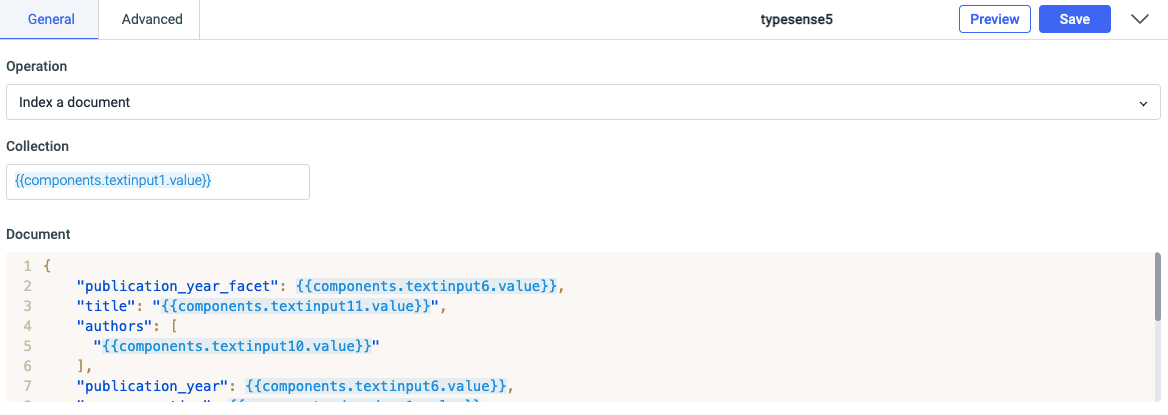 General Advanced typesense5 Preview Save
Operation
Index a document
Collection
{{components.textinput1.value}}
Document
1 {
2 "publication_year_facet": {{components.textinput6.value}},
3 "title": "{{components.textinput11.value}}",
4 "authors": [
5 "{{components.textinput10.value}}"
6 ],
7 "publication_year": {{components.textinput6.value}},